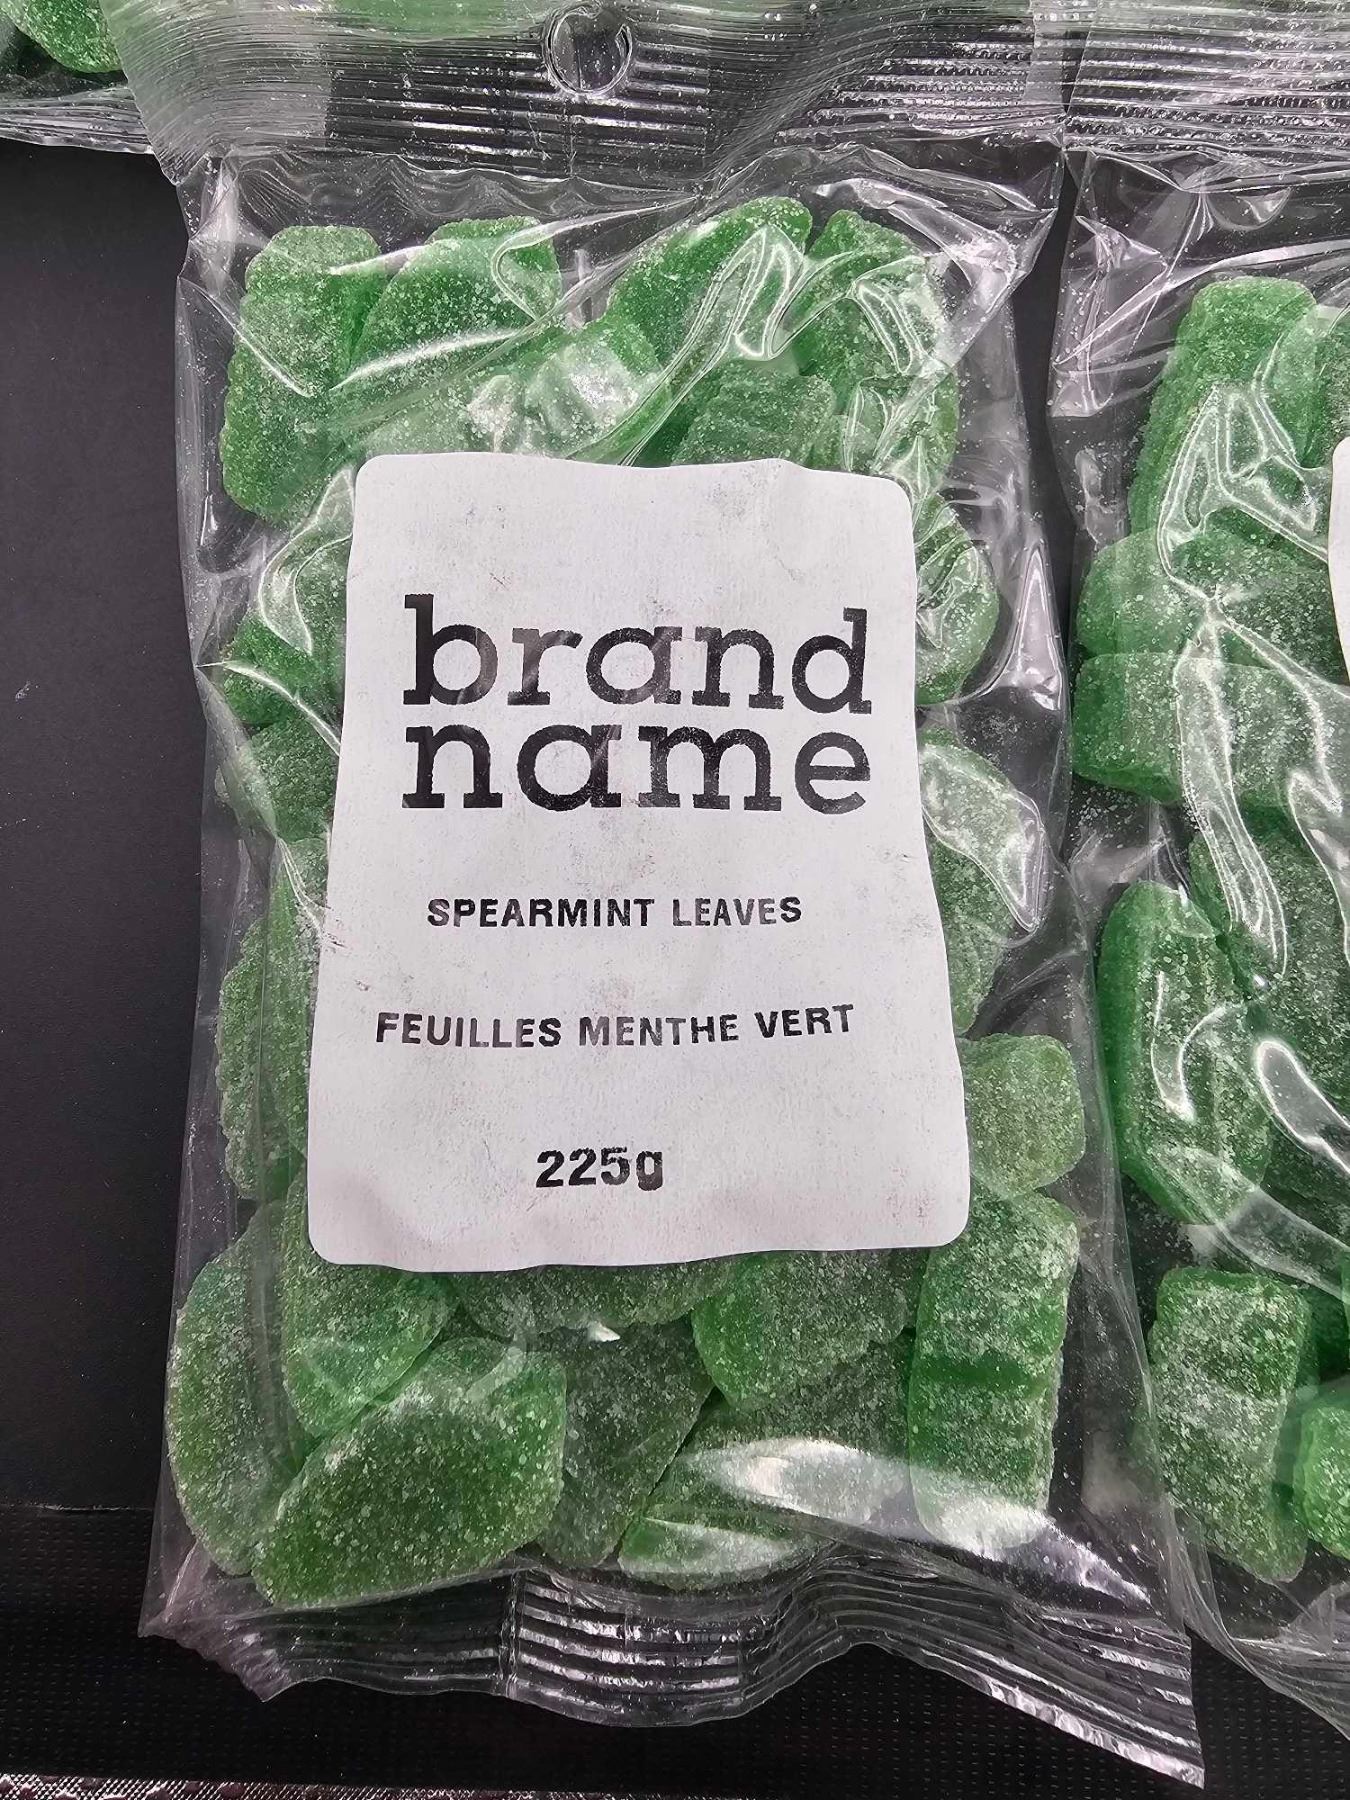 brand
name
SPEARMINT LEAVES
FEUILLES MENTHE VERT
225g